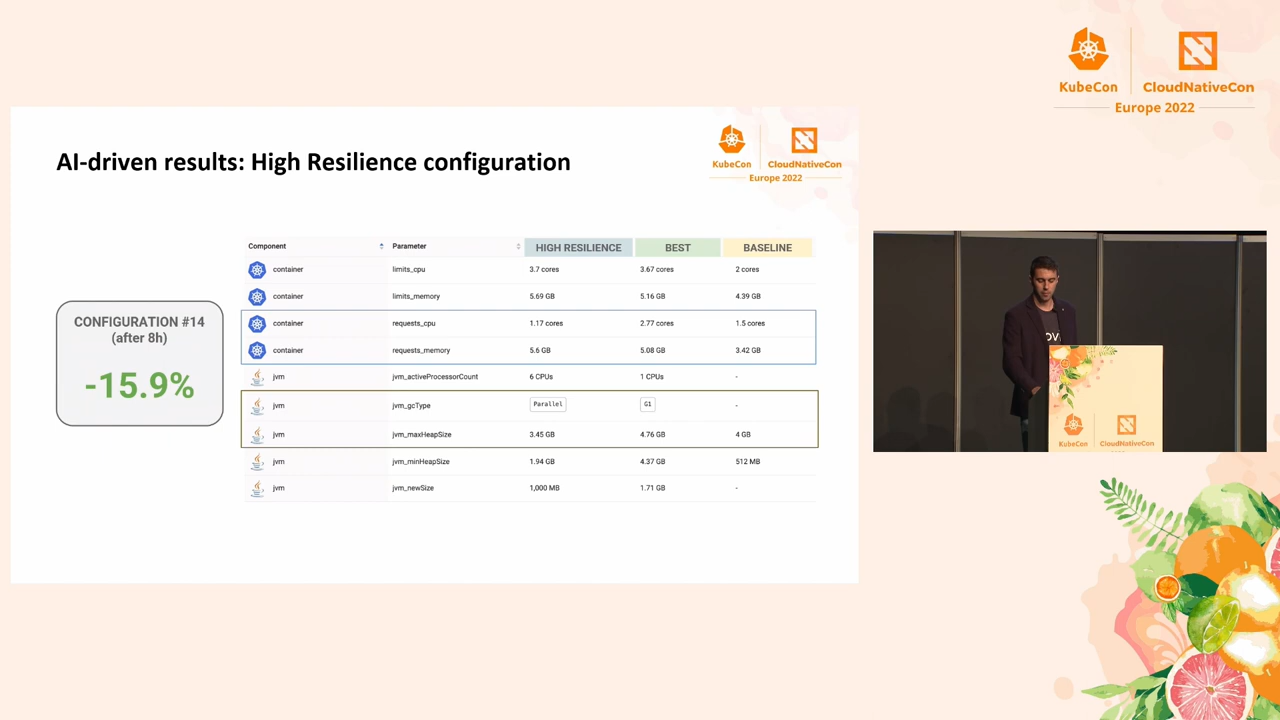 KubeCon
CloudNativeCon
Europe 2022
AI-driven results: High Resilience configuration
KubeCon
CloudNativeCon
Europe 2022
CONFIGURATION #14
(after 8h)
-15.9%
Component Parameter HIGH RESILIENCE BEST BASELINE
container limits_cpu 3.7 cores 3.67 cores 2 cores
container limits_memory 5.69 GB 5.16 GB 4.39 GB
container requests_cpu 1.17 cores 2.77 cores 1.5 cores
container requests_memory 5.6 GB 5.08 GB 3.42 GB
jvm jvm_activeProcessorCount 6 CPUs 1 CPUs -
jvm jvm_gcType Parallel G1 -
jvm jvm_maxHeapSize 3.45 GB 4.76 GB 4 GB
jvm jvm_minHeapSize 1.94 GB 4.37 GB 512 MB
jvm jvm_newSize 1,000 MB 1.71 GB -
KubeCon
CloudNativeCon